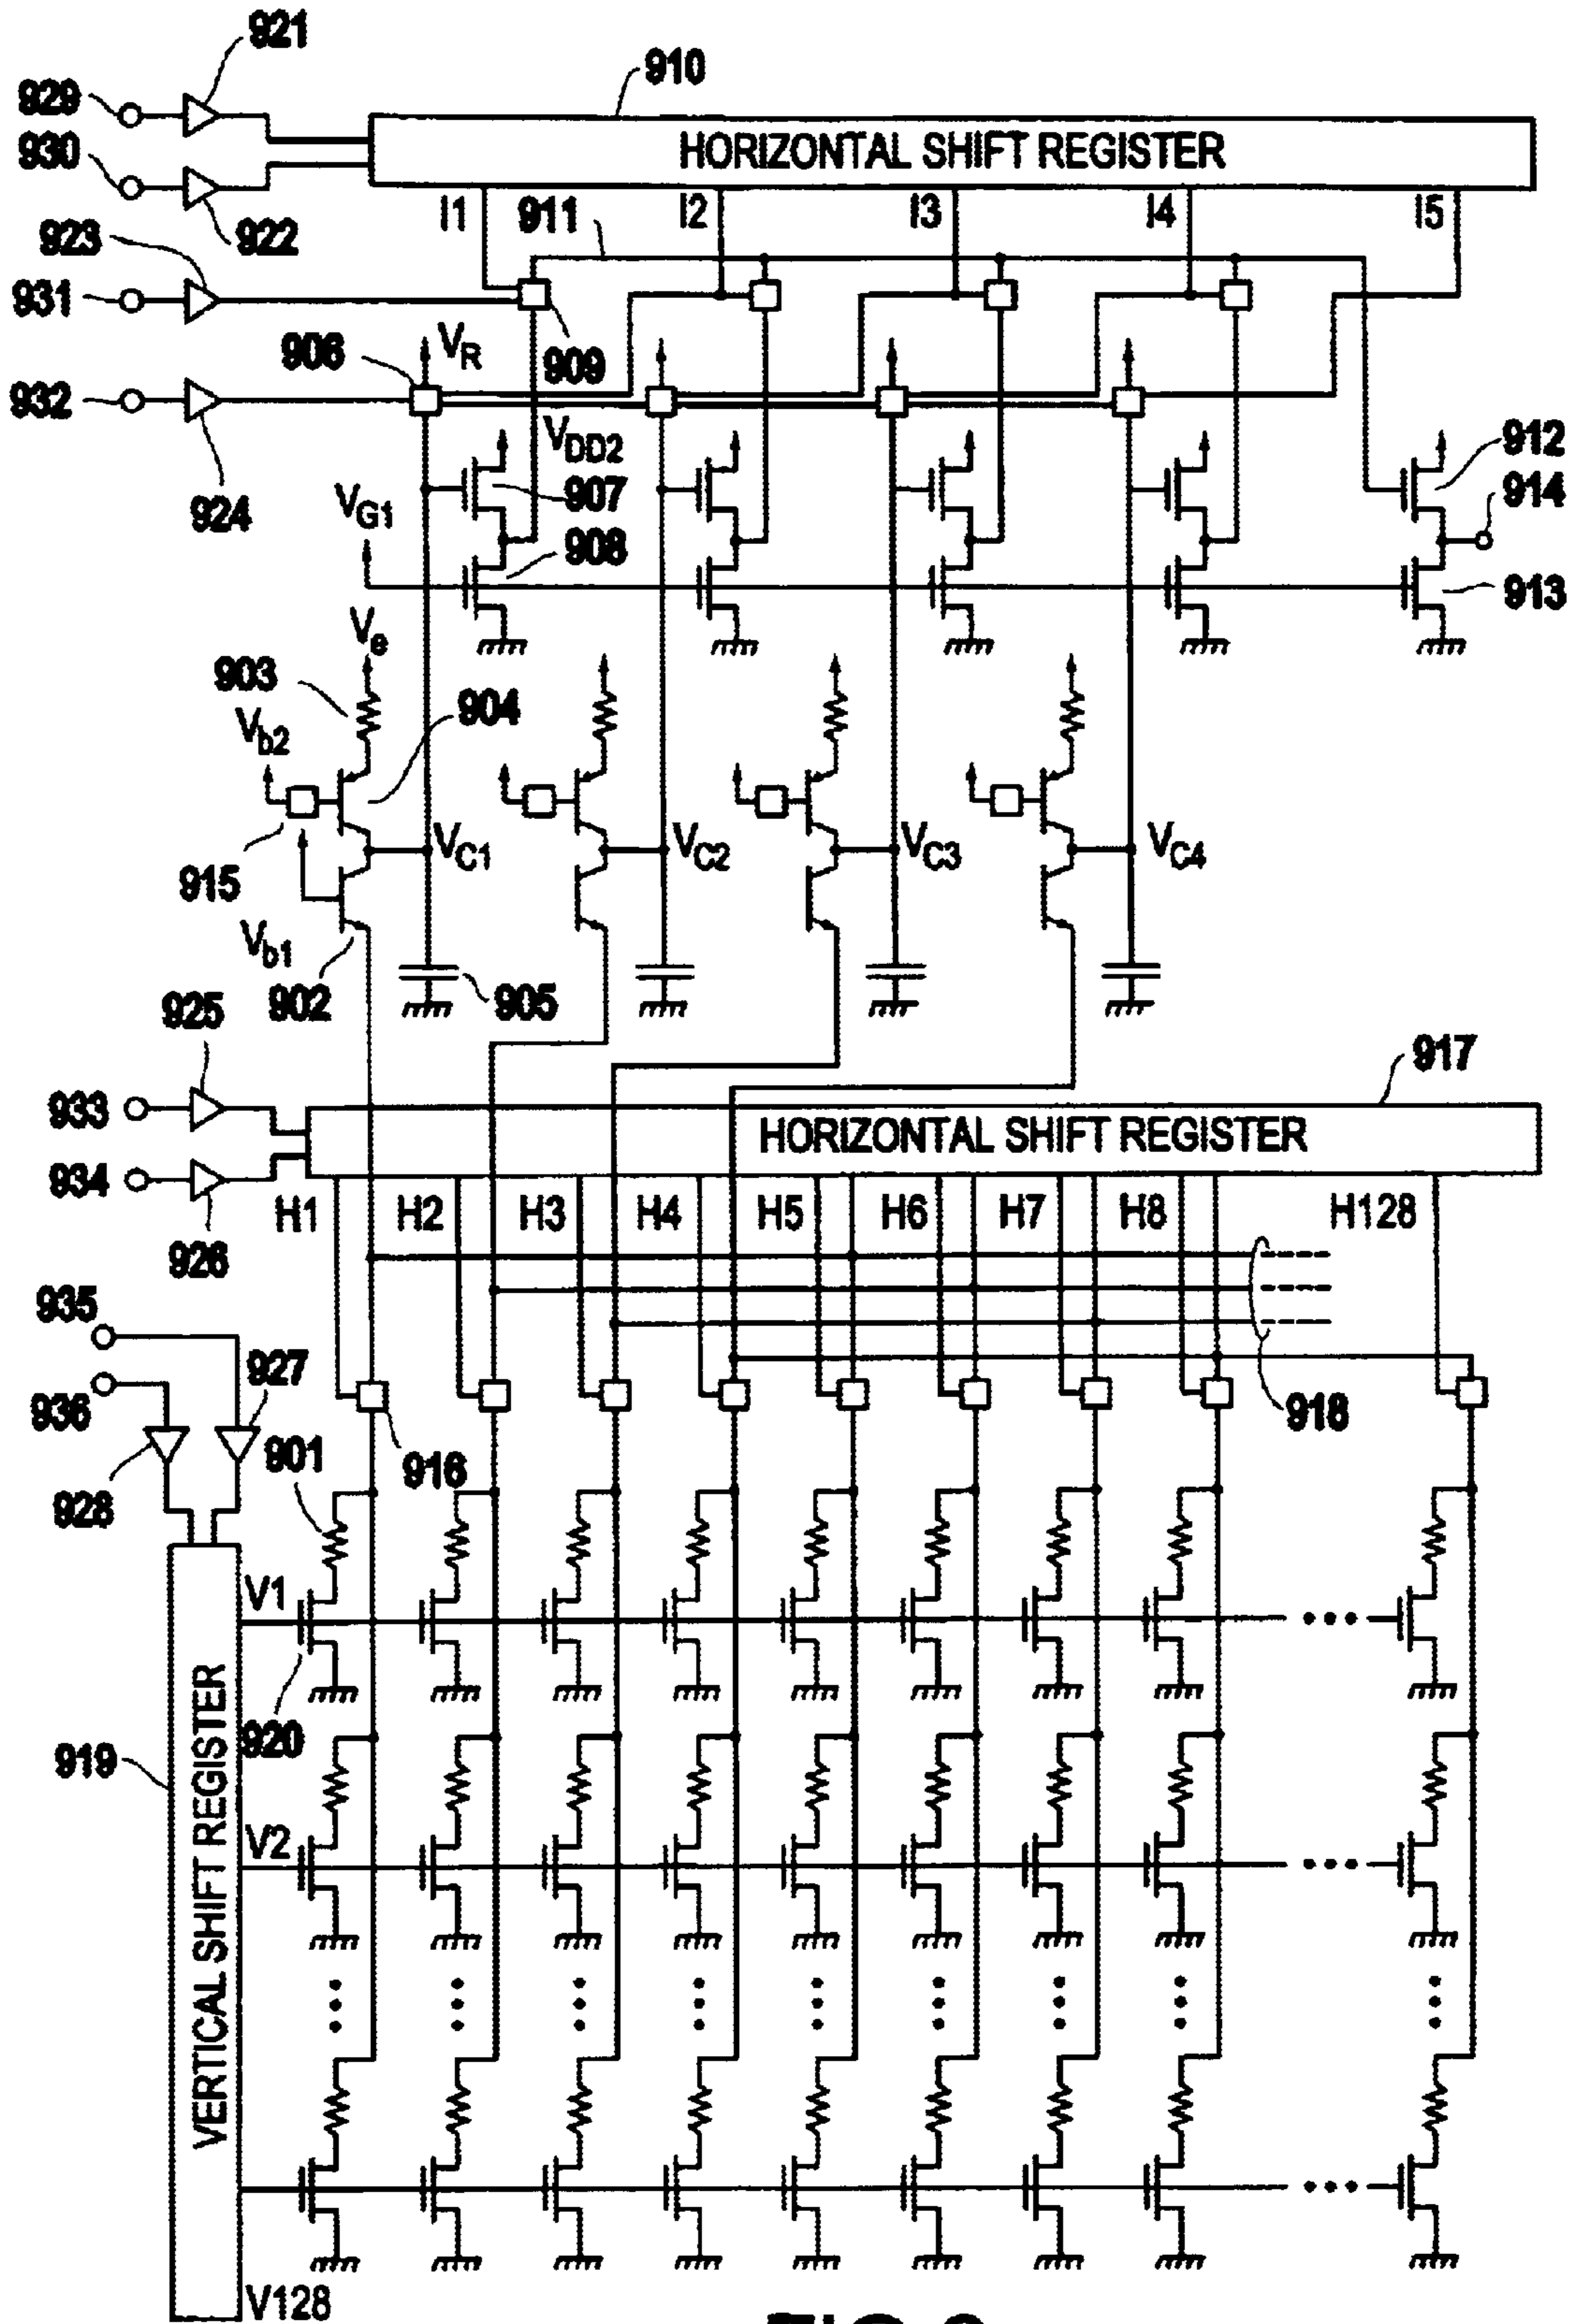 921
910
929
HORIZONTAL SHIFT REGISTER
930
I1
911
I2
I3
I4
I5
922
923
931
906
VR
909
932
VDD2
912
924
VG1
907
914
908
913
Ve
903
Vb2
904
915
VC1
VC2
VC3
VC4
Vb1
902
905
925
917
933
HORIZONTAL SHIFT REGISTER
934
H1
H2
H3
H4
H5
H6
H7
H8
H128
926
935
927
936
918
901
916
928
V1
920
919
VERTICAL SHIFT REGISTER
V2
V128